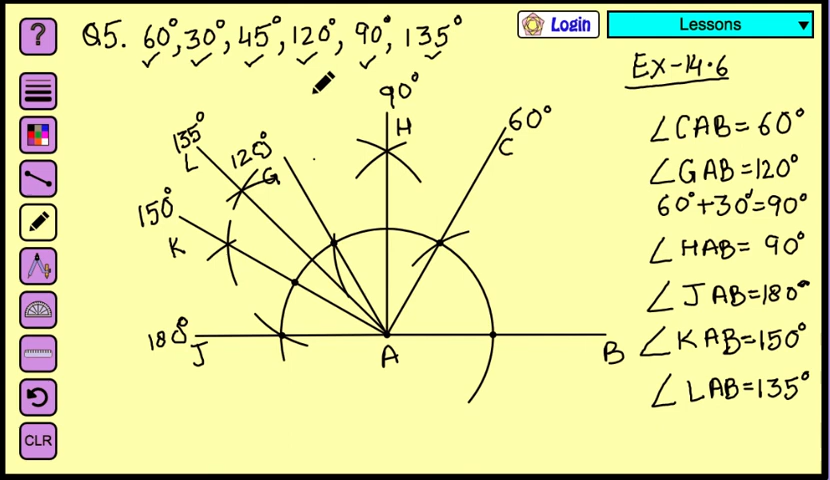 Q5. 60°, 30°, 45°, 120°, 90°, 135°
Login
Lessons
?
CLR
Ex-14.6
90°
H
60°
C
135°
L
120°
G
150°
K
180°
J
A
B
∠CAB=60°
∠GAB=120°
60°+30°=90°
∠HAB= 90°
∠JAB=180°
∠KAB=150°
∠LAB=135°